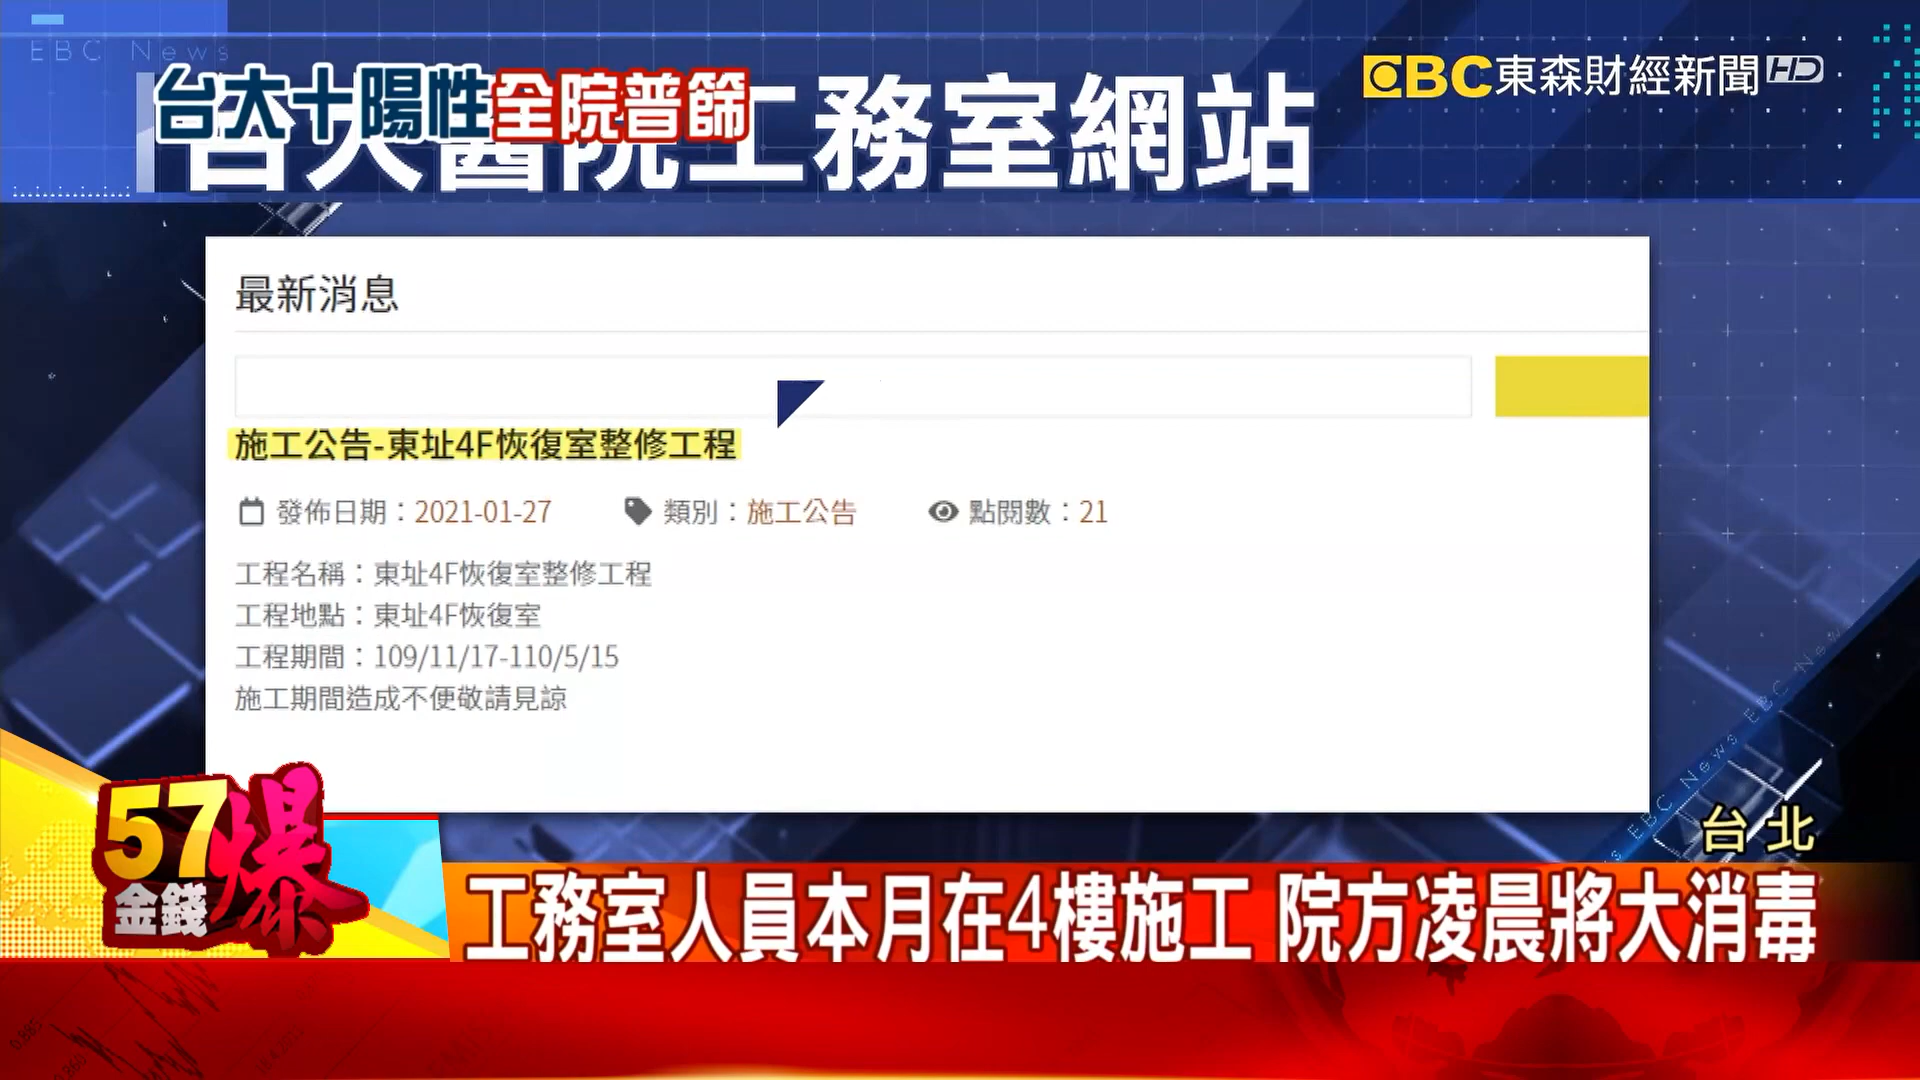 EBC News
台大十陽性全院普篩
台大醫院工務室網站
EBC東森財經新聞HD
最新消息
施工公告-東址4F恢復室整修工程
發佈日期：2021-01-27 類別：施工公告 點閱數：21
工程名稱：東址4F恢復室整修工程
工程地點：東址4F恢復室
工程期間：109/11/17-110/5/15
施工期間造成不便敬請見諒
EBC News EBC News
台北
57金錢爆
工務室人員本月在4樓施工 院方凌晨將大消毒